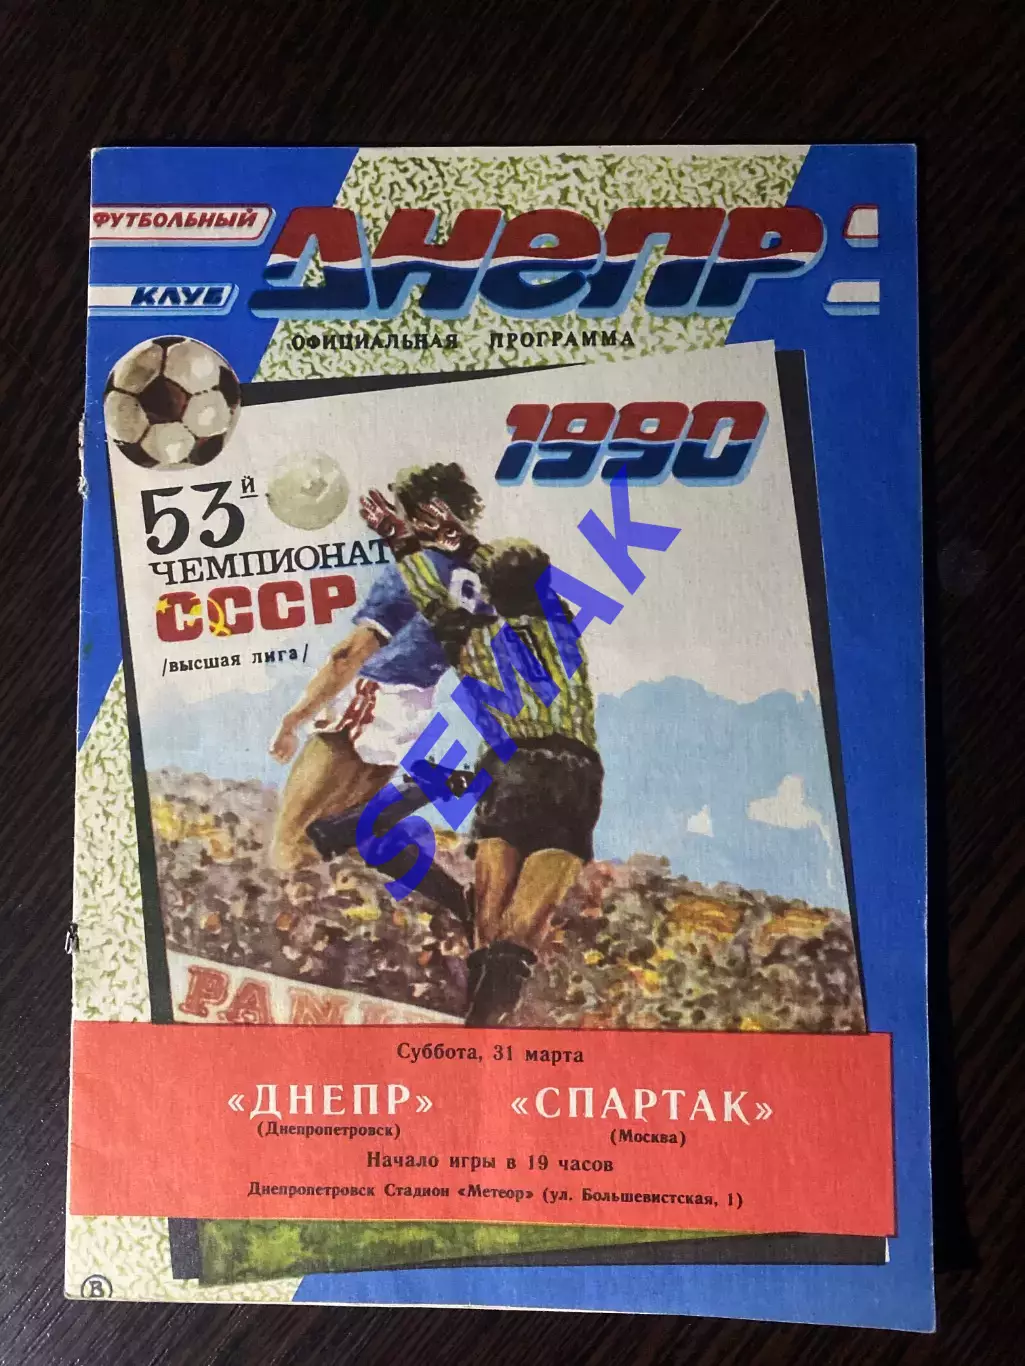 ФУТБОЛЬНЫЙ
КЛУБ
ДНЕПР
ОФИЦИАЛЬНАЯ ПРОГРАММА
1990
53й
ЧЕМПИОНАТ
СССР
/ВЫСШАЯ ЛИГА/
SEMAK
PANI
Суббота, 31 марта
«ДНЕПР» «СПАРТАК»
(Днепропетровск) (Москва)
Начало игры в 19 часов
Днепропетровск Стадион «Метеор» (ул. Большевистская, 1)
В